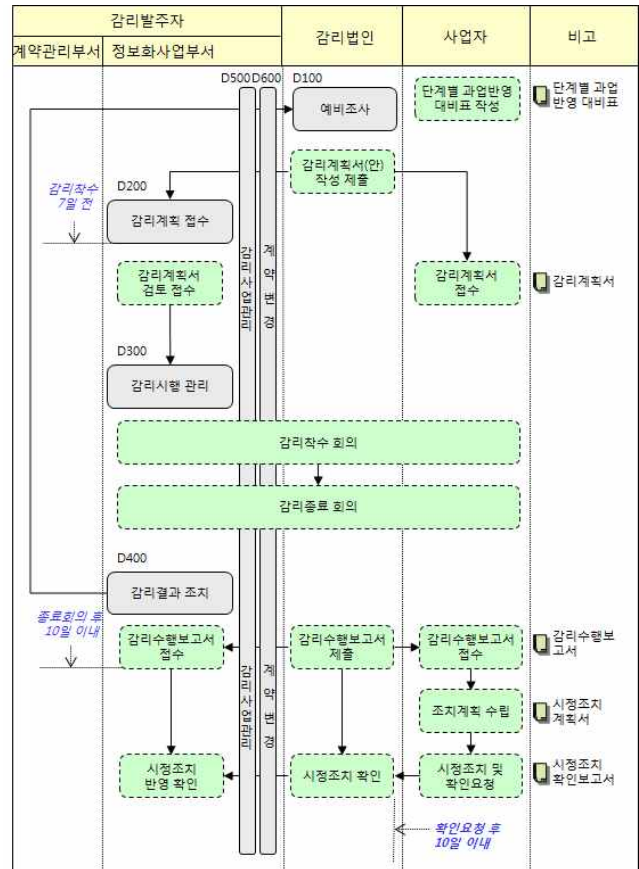 감리발주자
감리법인
사업자
비고
계약관리부서
정보화사업부서
D500
D600
D100
예비조사
단계별 과업반영
대비표 작성
단계별 과업
반영 대비표
감리계획서(안)
작성 제출
감리착수
7일 전
D200
감리계획 접수
감리사업관리
계약변경
감리계획서
검토 접수
감리계획서
접수
감리계획서
D300
감리시행 관리
감리착수 회의
감리종료 회의
D400
감리결과 조치
종료회의 후
10일 이내
감리수행보고서
접수
감리수행보고서
제출
감리수행보고서
접수
감리수행보
고서
감리사업관리
계약변경
조치계획 수립
시정조치
계획서
시정조치
반영 확인
시정조치 확인
시정조치 및
확인요청
시정조치
확인보고서
확인요청 후
10일 이내